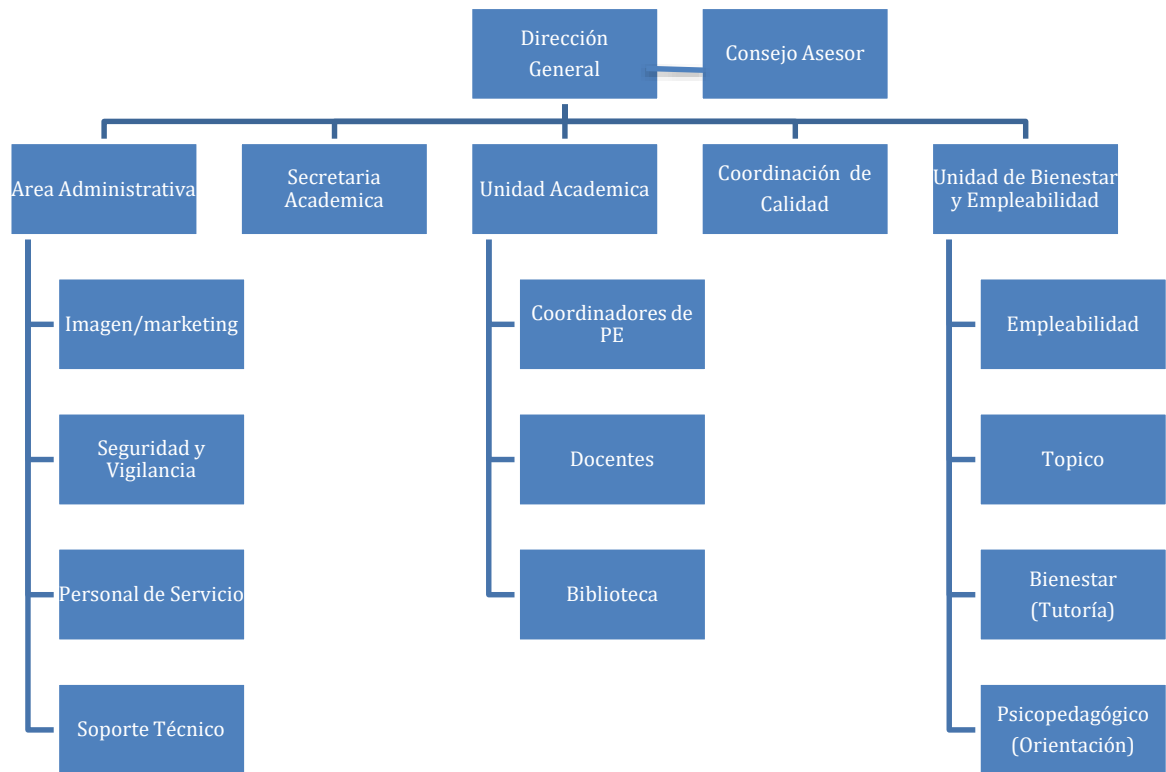 Dirección
General
Consejo Asesor
Area Administrativa
Secretaria
Academica
Unidad Academica
Coordinación de
Calidad
Unidad de Bienestar
y Empleabilidad
Imagen/marketing
Coordinadores de
PE
Empleabilidad
Seguridad y
Vigilancia
Docentes
Topico
Personal de Servicio
Biblioteca
Bienestar
(Tutoría)
Soporte Técnico
Psicopedagógico
(Orientación)